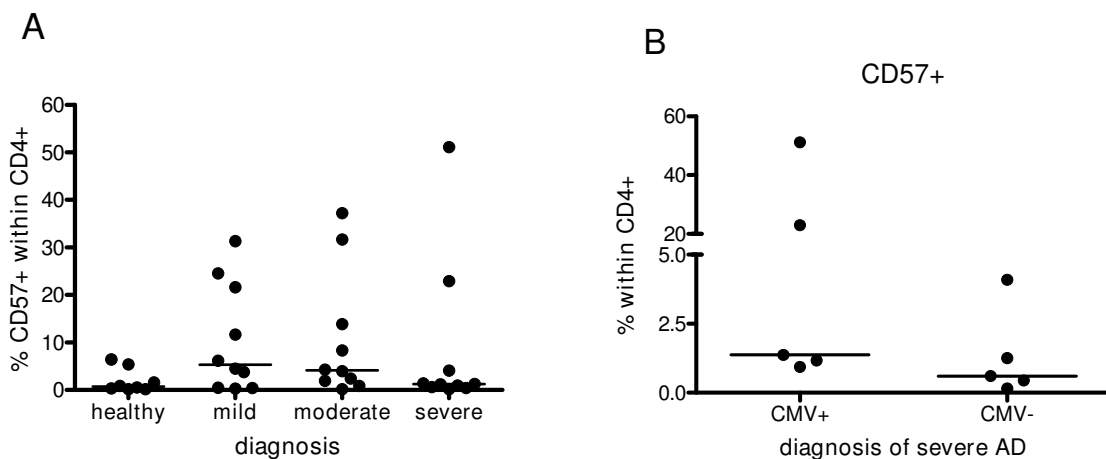 A
% CD57+ within CD4+
60
50
40
30
20
10
0
healthy mild moderate severe
diagnosis
B
CD57+
% within CD4+
60
40
20
5.0
2.5
0.0
CMV+ CMV-
diagnosis of severe AD